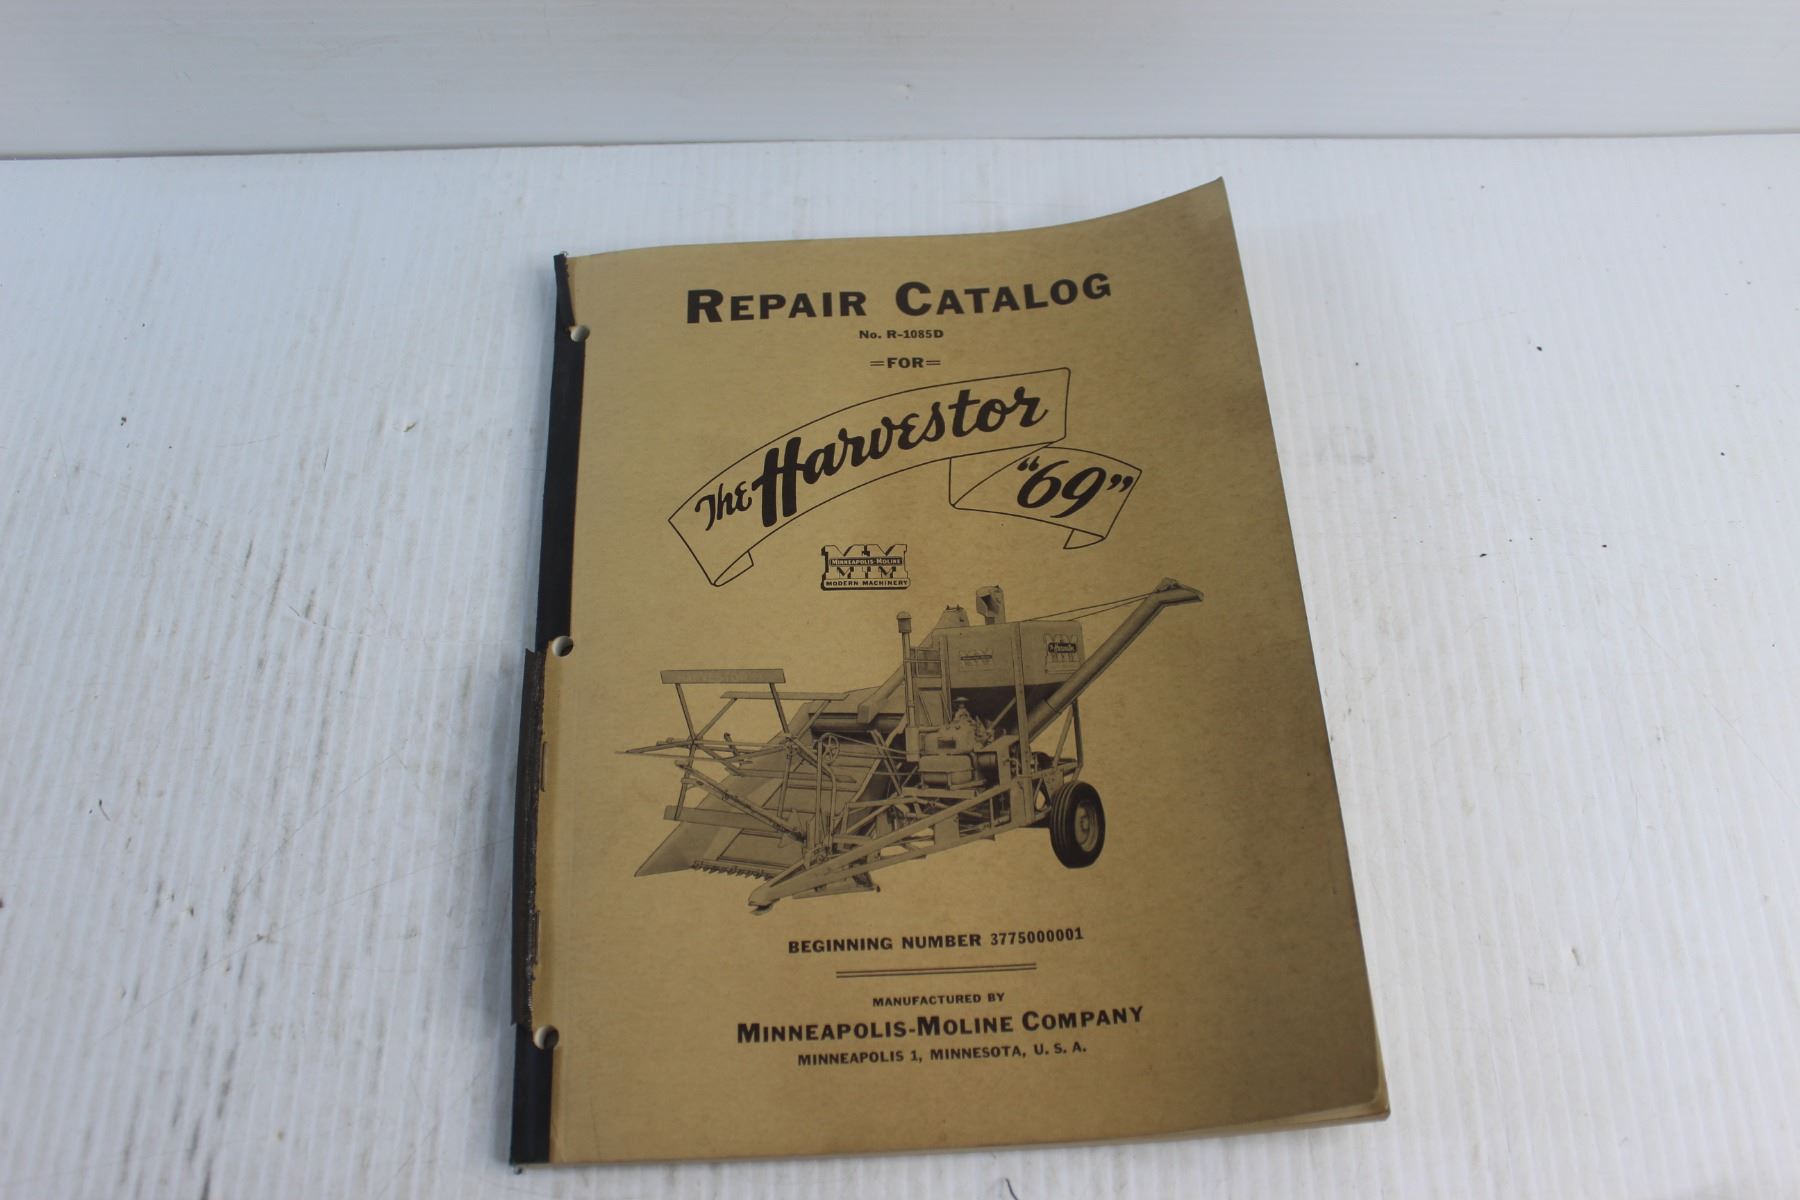 REPAIR CATALOG
No. R-1085D
=FOR=
The Harvestor
"69"
MM
MINNEAPOLIS-MOLINE
MODERN MACHINERY
HARVESTOR
BEGINNING NUMBER 3775000001
MANUFACTURED BY
MINNEAPOLIS-MOLINE COMPANY
MINNEAPOLIS 1, MINNESOTA, U. S. A.